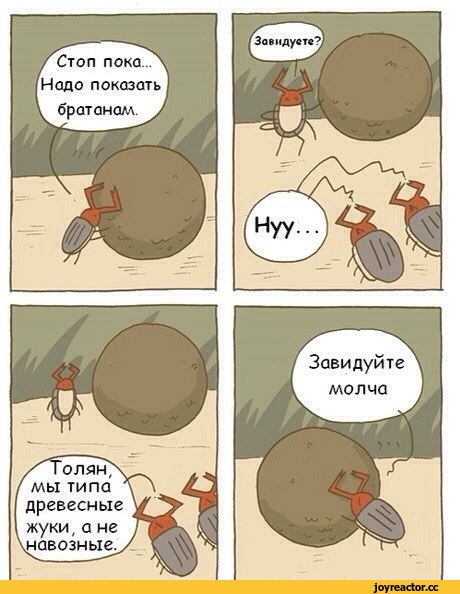 Стоп пока...
Надо показать
братанам.
Завидуете?
Нуу...
Толян,
мы типа
древесные
жуки, а не
навозные.
Завидуйте
молча
joyreactor.cc